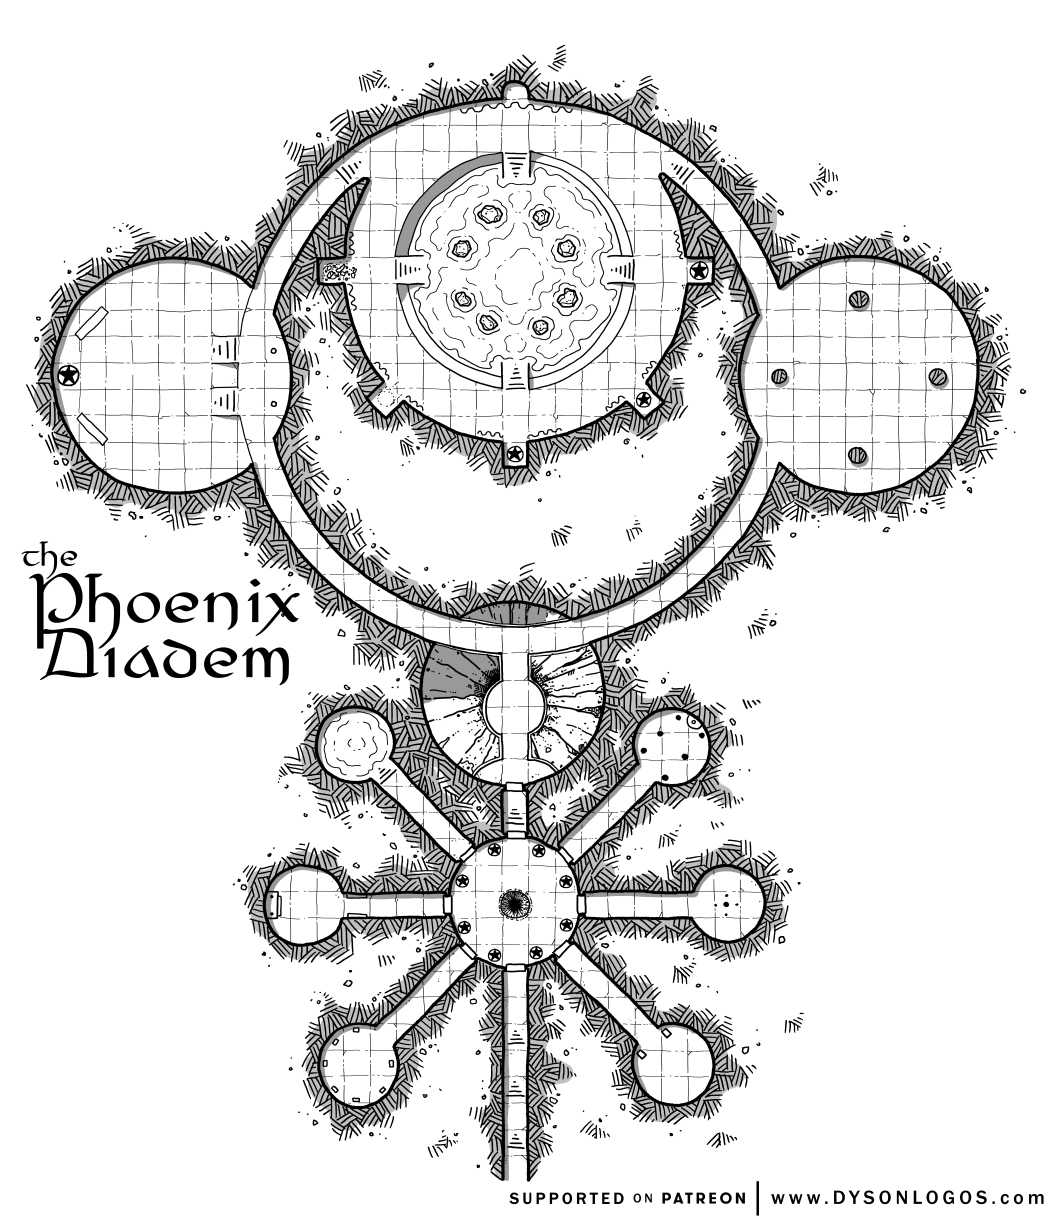 the
Phoenix
Diadem
SUPPORTED ON PATREON | www.DYSONLOGOS.com